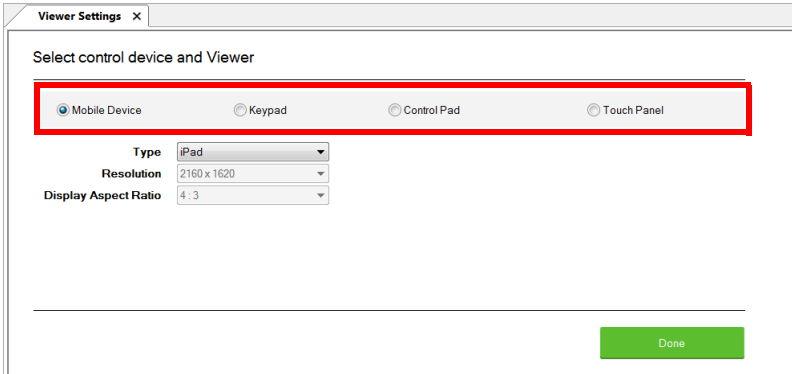 Viewer Settings X
Select control device and Viewer
Mobile Device Keypad Control Pad Touch Panel
Type iPad
Resolution 2160 x 1620
Display Aspect Ratio 4 : 3
Done